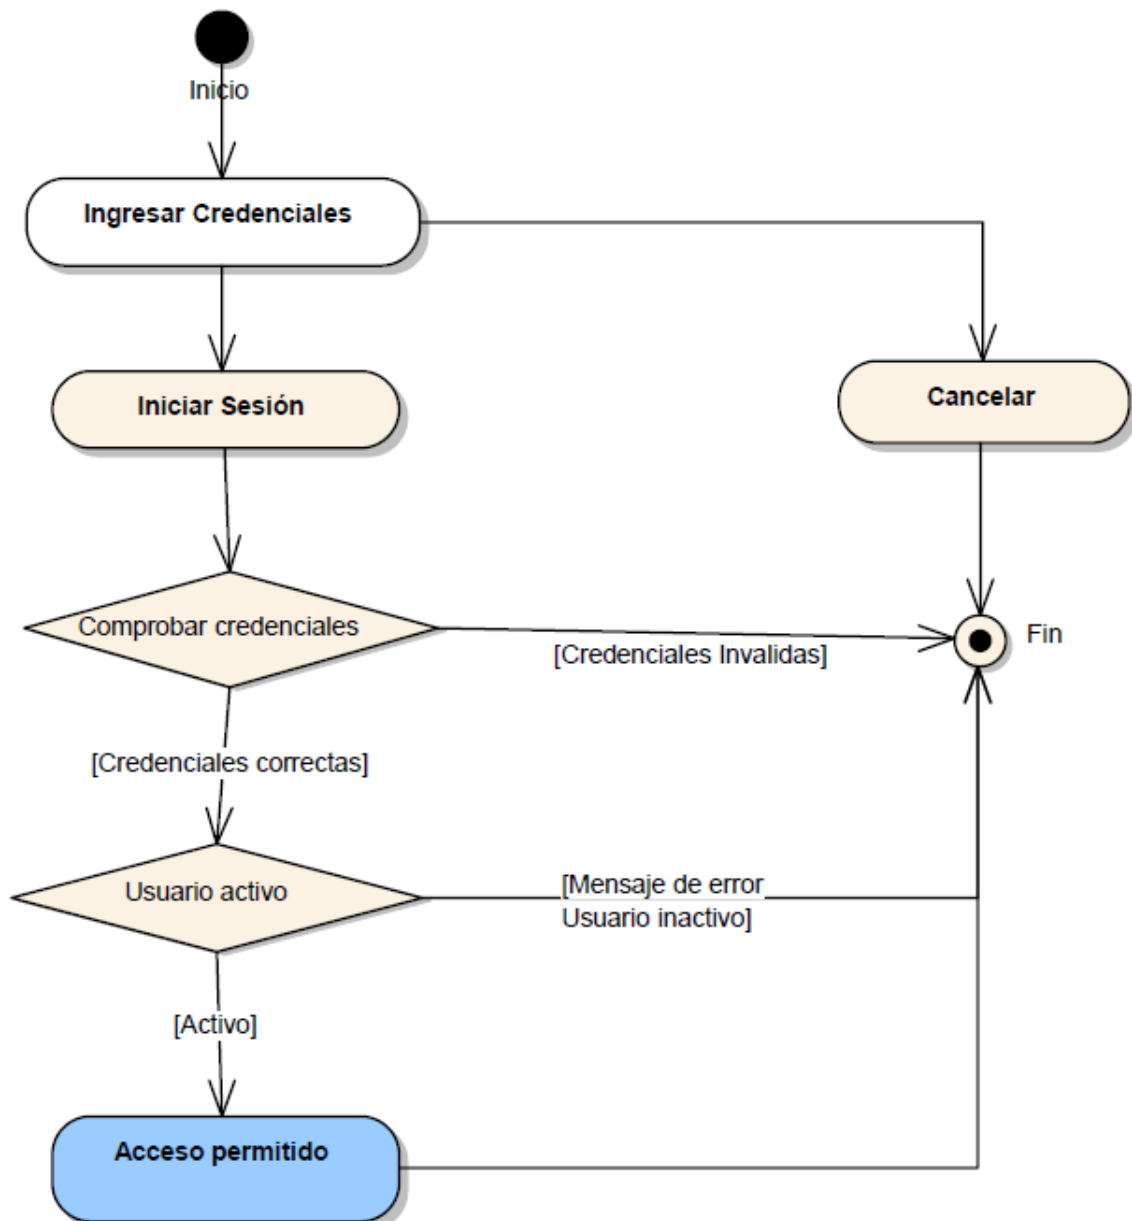 Inicio
Ingresar Credenciales
Iniciar Sesión
Cancelar
Comprobar credenciales
[Credenciales Invalidas]
Fin
[Credenciales correctas]
Usuario activo
[Mensaje de error
Usuario inactivo]
[Activo]
Acceso permitido